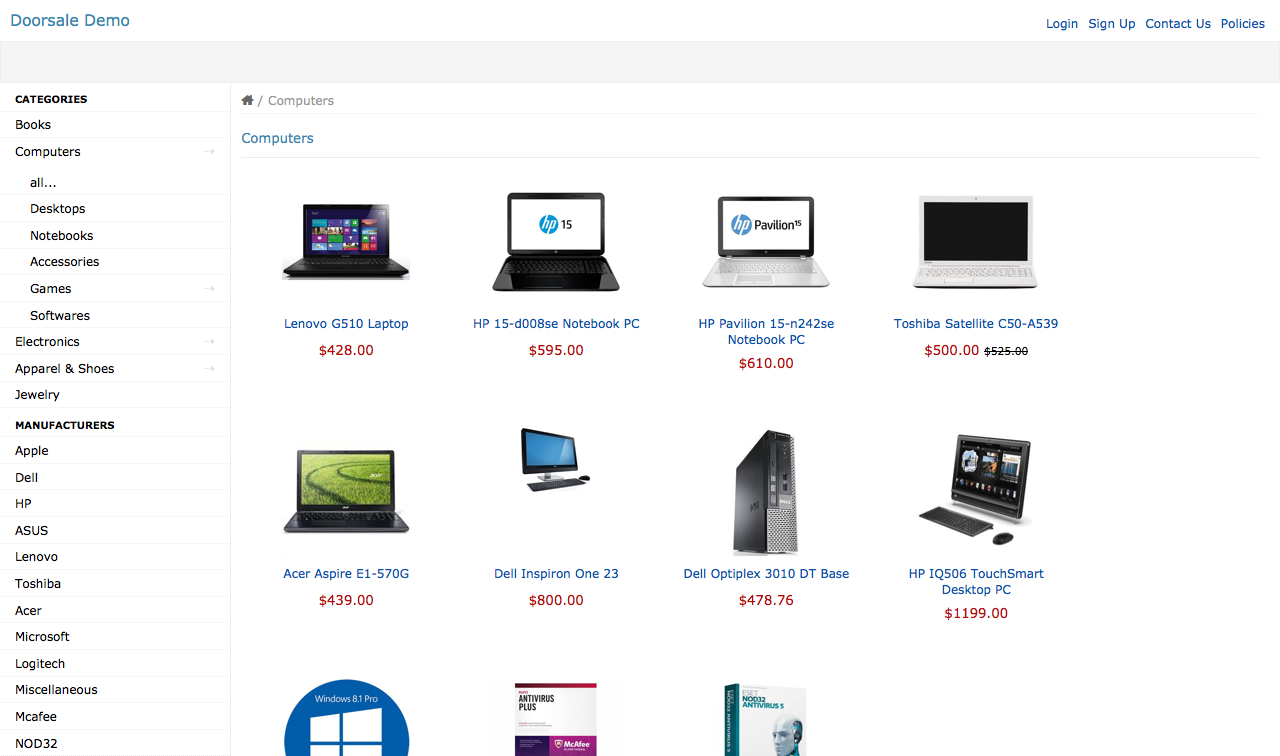 Doorsale Demo
Login Sign Up Contact Us Policies
CATEGORIES
Books
Computers
all...
Desktops
Notebooks
Accessories
Games
Softwares
Electronics
Apparel & Shoes
Jewelry
MANUFACTURERS
Apple
Dell
HP
ASUS
Lenovo
Toshiba
Acer
Microsoft
Logitech
Miscellaneous
Mcafee
NOD32
/ Computers
Computers
hp 15
hp Pavilion 15
Lenovo G510 Laptop
$428.00
HP 15-d008se Notebook PC
$595.00
HP Pavilion 15-n242se
Notebook PC
$610.00
Toshiba Satellite C50-A539
$500.00 $525.00
acer
DELL
Acer Aspire E1-570G
$439.00
Dell Inspiron One 23
$800.00
Dell Optiplex 3010 DT Base
$478.76
HP IQ506 TouchSmart
Desktop PC
$1199.00
Windows 8.1 Pro
McAfee
ANTIVIRUS
PLUS
McAfee
ESET
NOD32
ANTIVIRUS 5